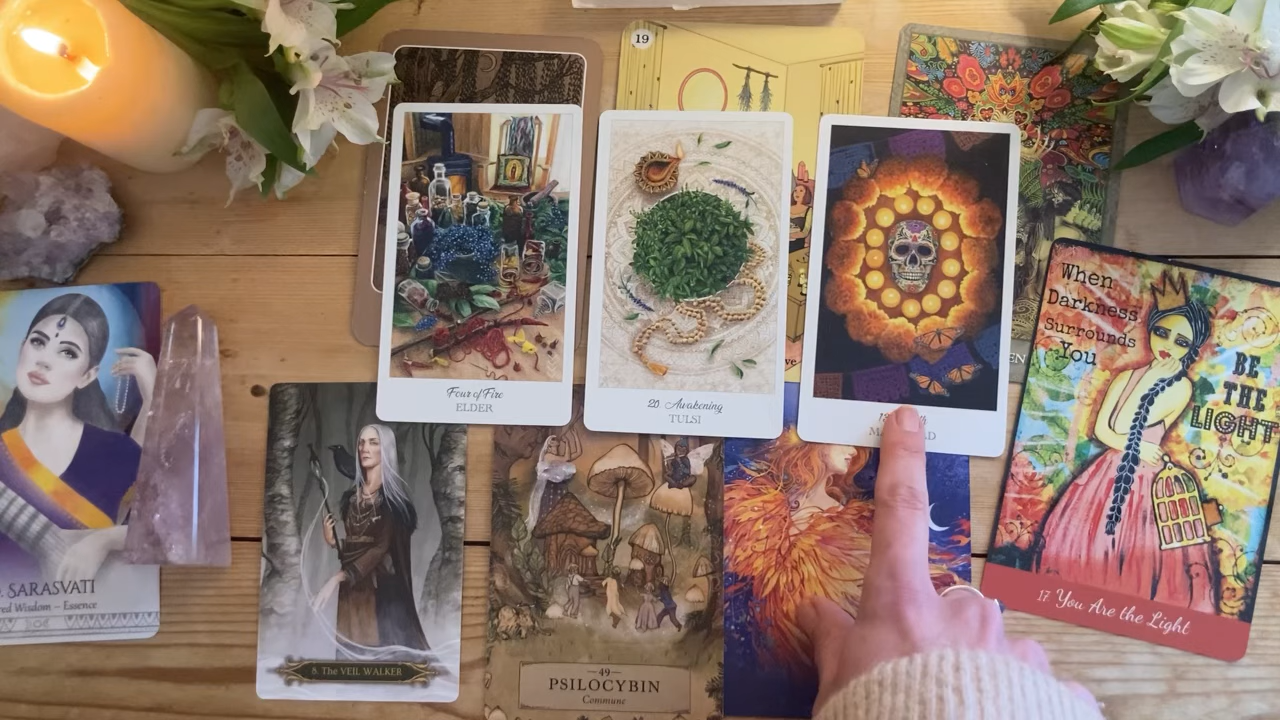 19
Four of Fire
ELDER
20. Awakening
TULSI
When
Darkness
Surrounds
You
BE
THE
LIGHT
17. You Are the Light
SARASVATI
Wisdom – Essence
8. The VEIL WALKER
—49—
PSILOCYBIN
Commune